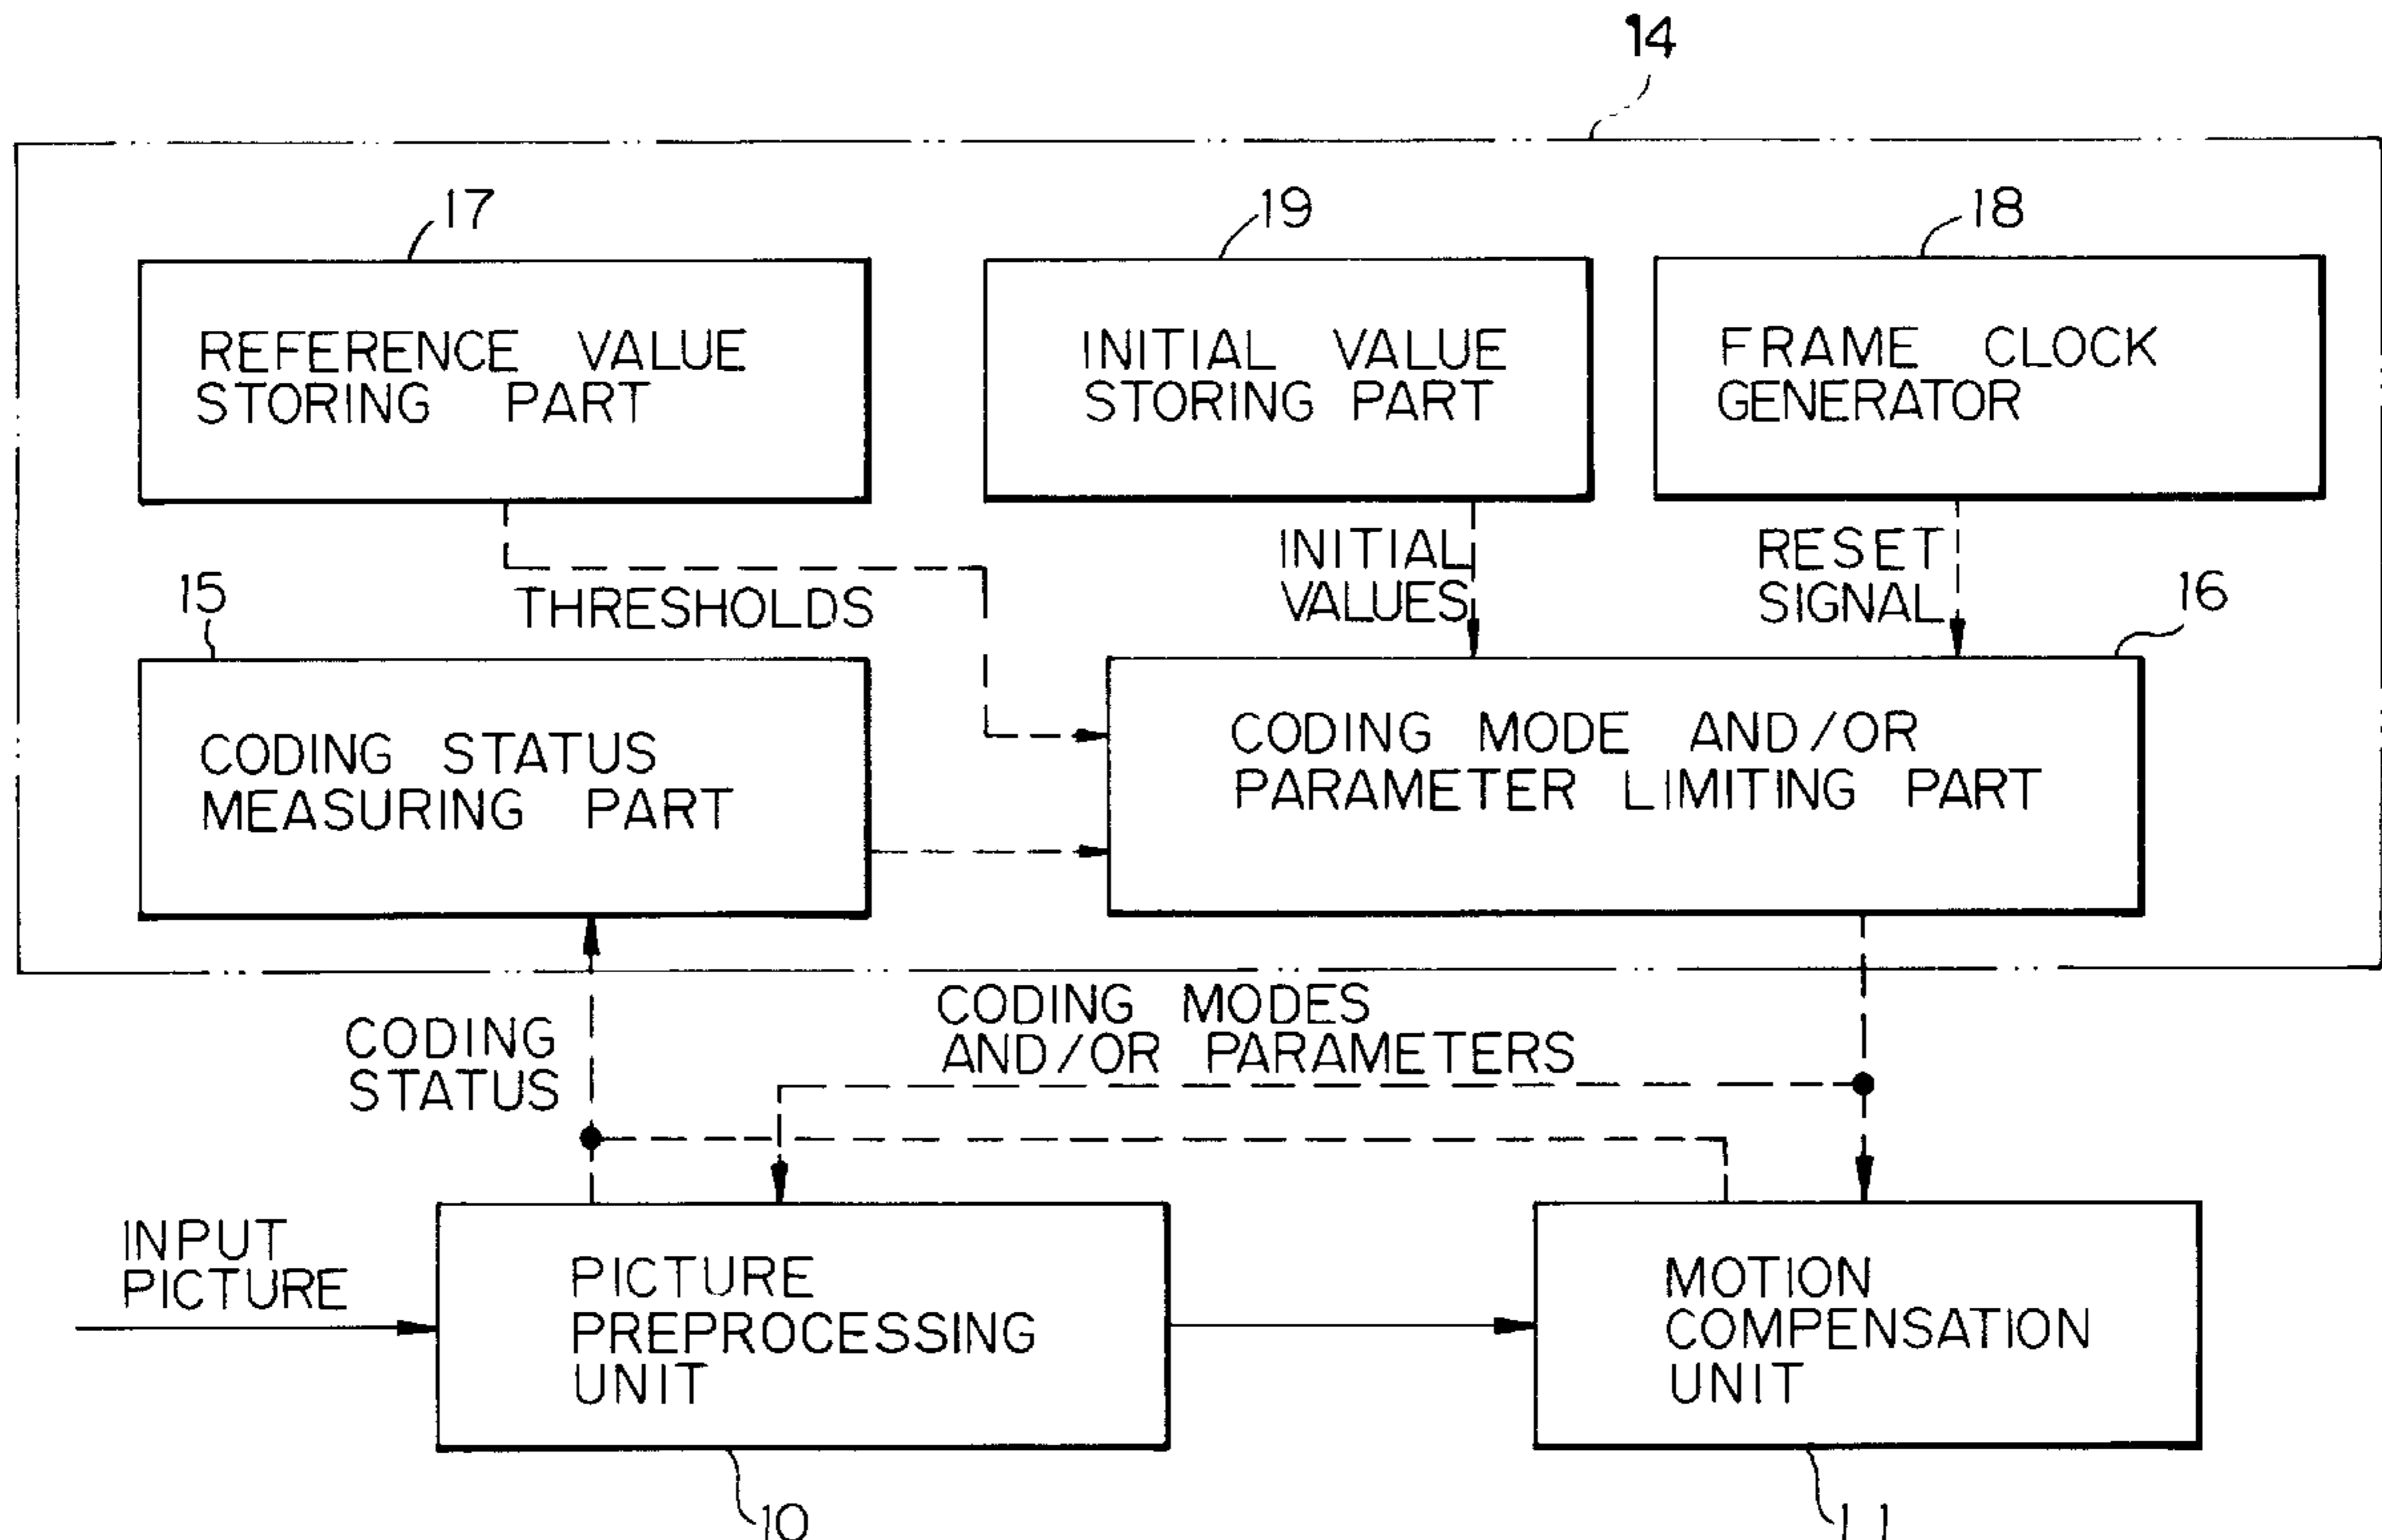 14
17
19
18
REFERENCE VALUE
STORING PART
INITIAL VALUE
STORING PART
FRAME CLOCK
GENERATOR
INITIAL
VALUES
RESET
SIGNAL
15
THRESHOLDS
16
CODING STATUS
MEASURING PART
CODING MODE AND/OR
PARAMETER LIMITING PART
CODING
STATUS
CODING MODES
AND/OR PARAMETERS
INPUT
PICTURE
PICTURE
PREPROCESSING
UNIT
MOTION
COMPENSATION
UNIT
10
11